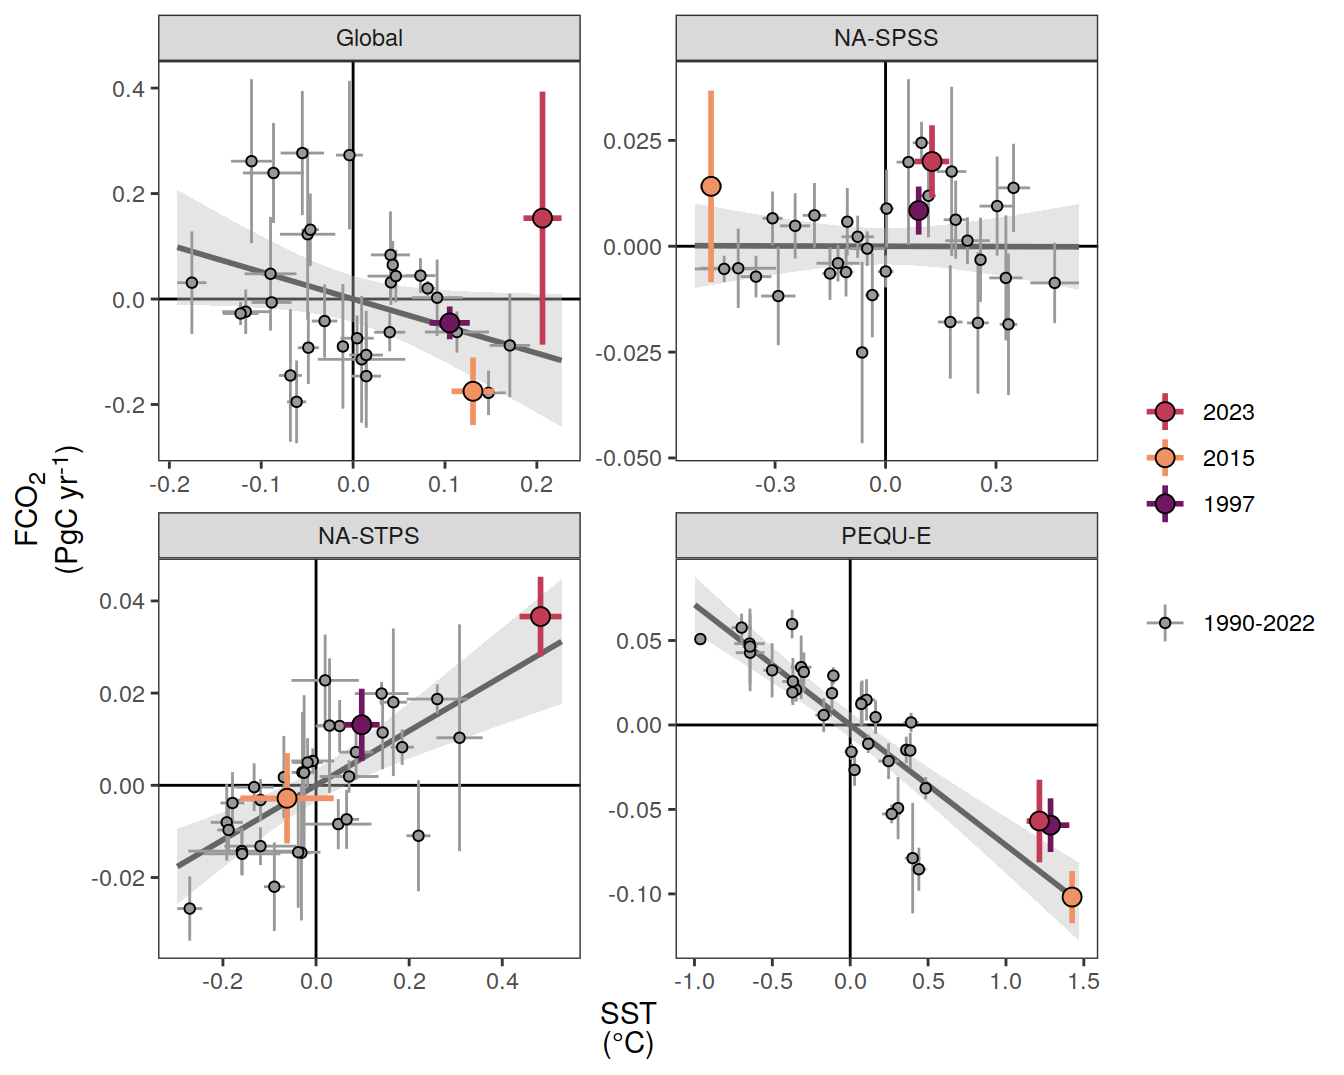 Global
NA-SPSS
0.4
0.2
0.0
-0.2
-0.2 -0.1 0.0 0.1 0.2
0.025
0.000
-0.025
-0.050
-0.3 0.0 0.3
NA-STPS
PEQU-E
0.04
0.02
0.00
-0.02
-0.2 0.0 0.2 0.4
0.05
0.00
-0.05
-0.10
-1.0 -0.5 0.0 0.5 1.0 1.5
FCO₂
(PgC yr⁻¹)
SST
(°C)
2023
2015
1997
1990-2022